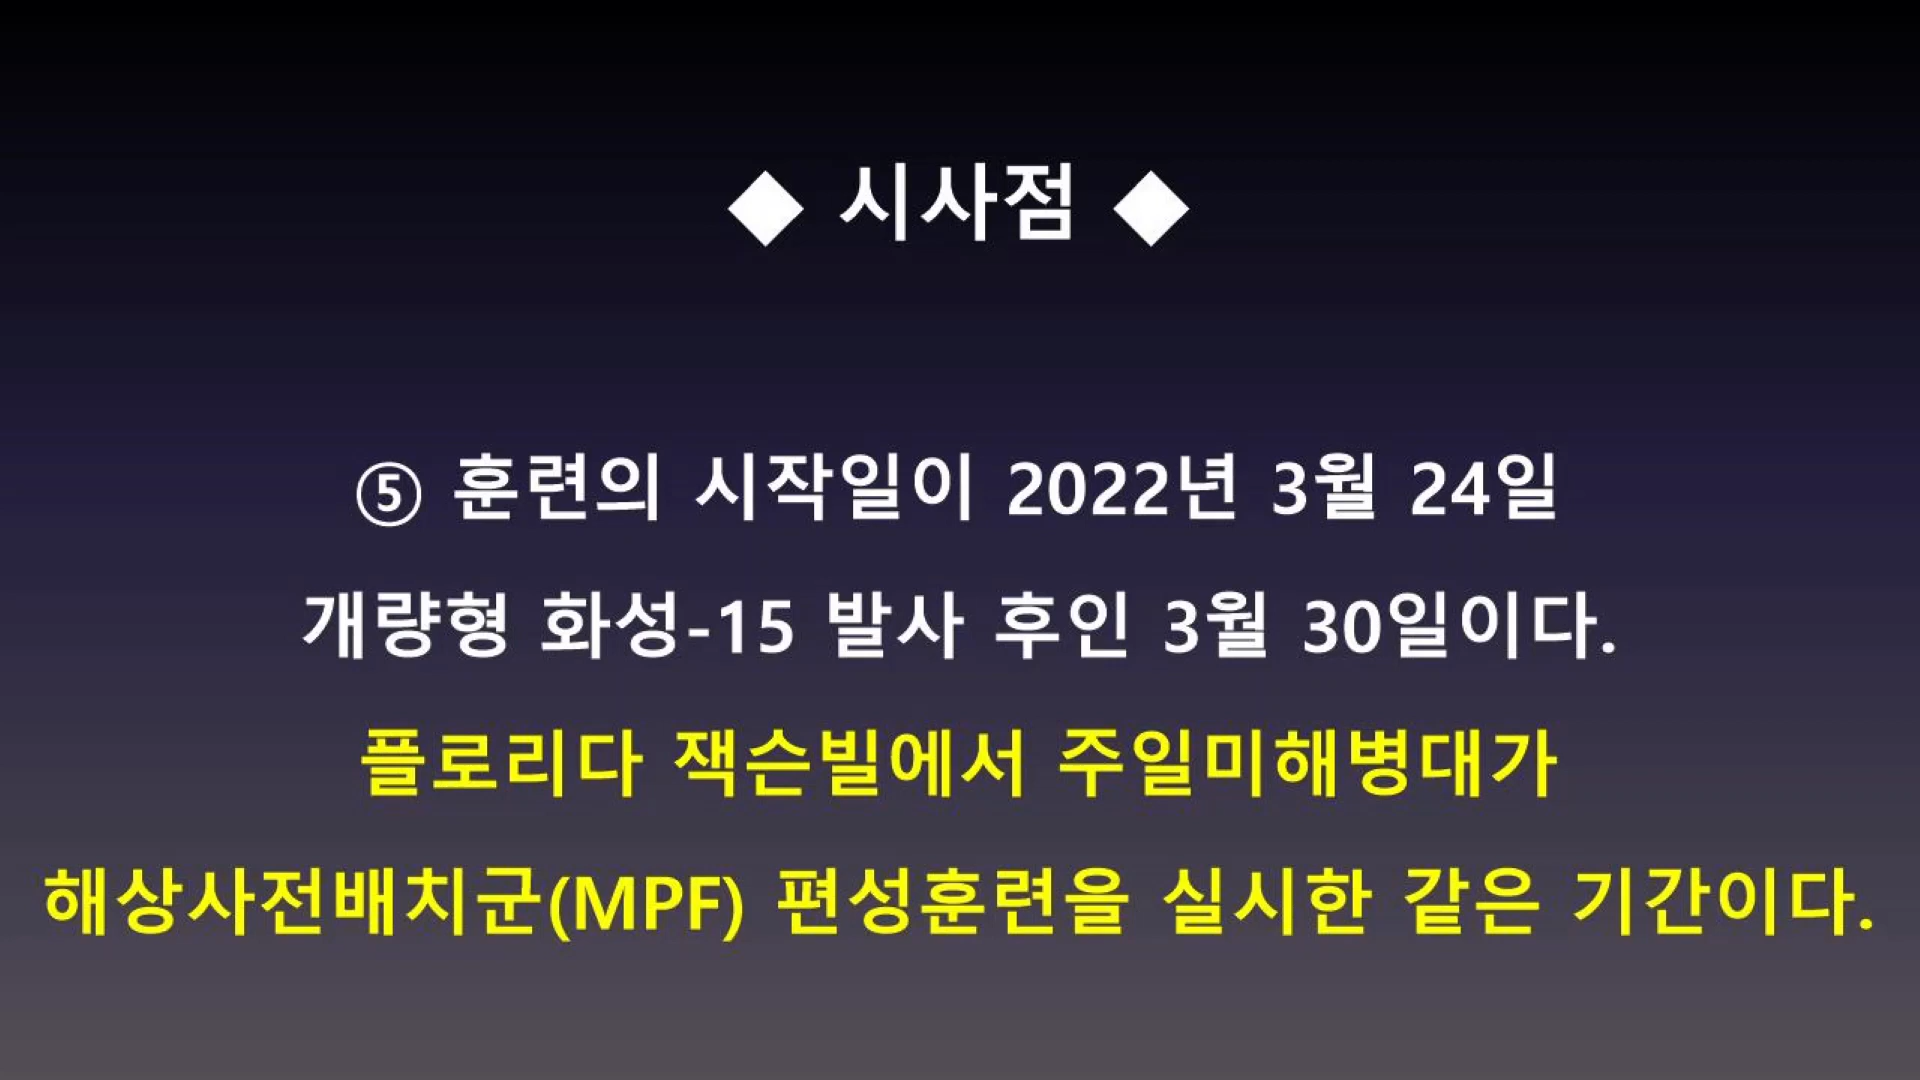 ◆ 시사점 ◆
⑤ 훈련의 시작일이 2022년 3월 24일
개량형 화성-15 발사 후인 3월 30일이다.
플로리다 잭슨빌에서 주일미해병대가
해상사전배치군(MPF) 편성훈련을 실시한 같은 기간이다.